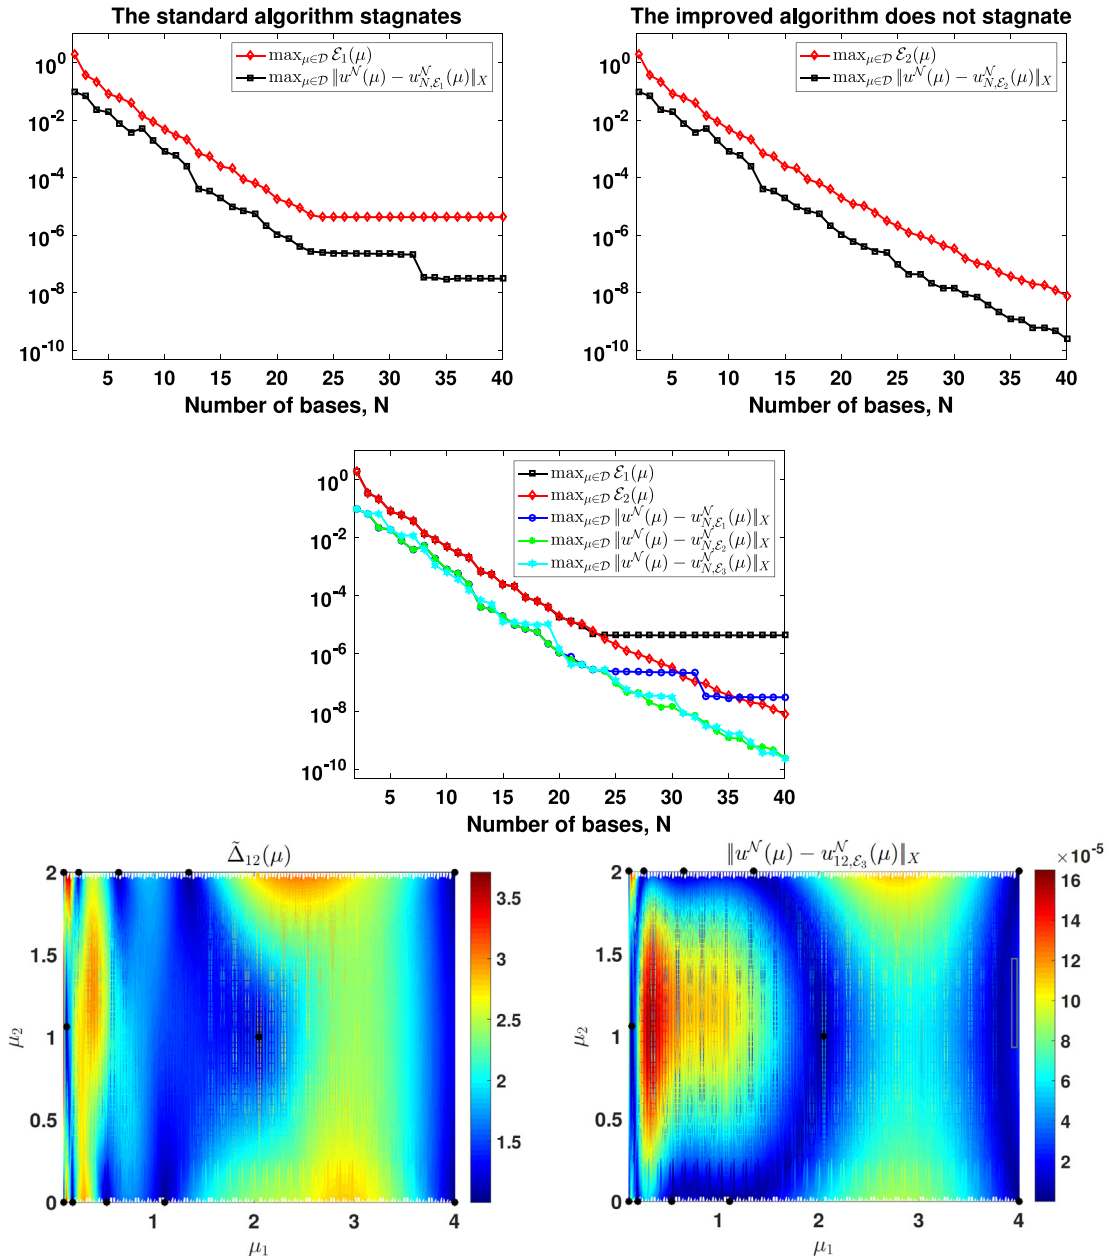 The standard algorithm stagnates
10^0
10^-2
10^-4
10^-6
10^-8
10^-10
max_{μ∈𝒟} ℰ_1(μ)
max_{μ∈𝒟} ‖u^𝒩(μ) − u^𝒩_{N,ℰ_1}(μ)‖_X
5 10 15 20 25 30 35 40
Number of bases, N
The improved algorithm does not stagnate
10^0
10^-2
10^-4
10^-6
10^-8
10^-10
max_{μ∈𝒟} ℰ_2(μ)
max_{μ∈𝒟} ‖u^𝒩(μ) − u^𝒩_{N,ℰ_2}(μ)‖_X
5 10 15 20 25 30 35 40
Number of bases, N
10^0
10^-2
10^-4
10^-6
10^-8
10^-10
max_{μ∈𝒟} ℰ_1(μ)
max_{μ∈𝒟} ℰ_2(μ)
max_{μ∈𝒟} ‖u^𝒩(μ) − u^𝒩_{N,ℰ_1}(μ)‖_X
max_{μ∈𝒟} ‖u^𝒩(μ) − u^𝒩_{N,ℰ_2}(μ)‖_X
max_{μ∈𝒟} ‖u^𝒩(μ) − u^𝒩_{N,ℰ_3}(μ)‖_X
5 10 15 20 25 30 35 40
Number of bases, N
Δ̃_12(μ)
2
1.5
1
0.5
0
μ_2
1 2 3 4
μ_1
3.5
3
2.5
2
1.5
‖u^𝒩(μ) − u^𝒩_{12,ℰ_3}(μ)‖_X
2
1.5
1
0.5
0
μ_2
1 2 3 4
μ_1
×10^-5
16
14
12
10
8
6
4
2